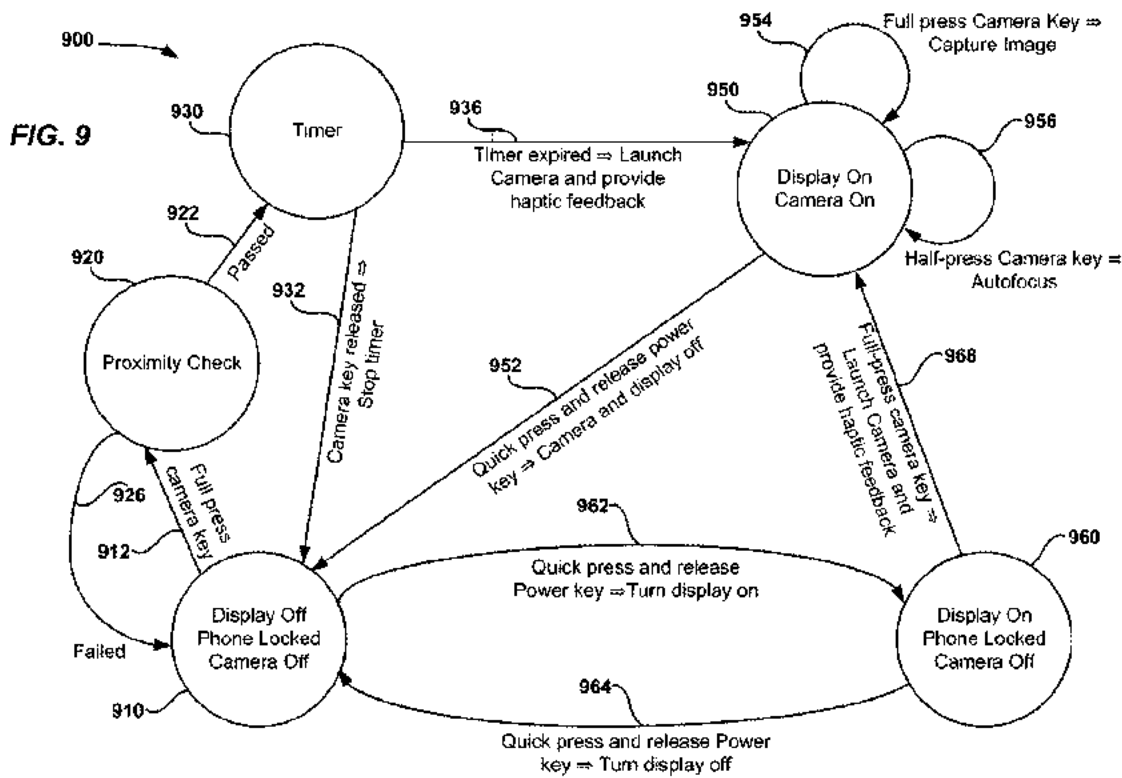 900
FIG. 9
930
Timer
936
Timer expired ⇒ Launch
Camera and provide
haptic feedback
954
Full press Camera Key ⇒
Capture Image
950
956
Display On
Camera On
Half-press Camera key ⇒
Autofocus
922
Passed
920
Proximity Check
932
Camera key released ⇒
Stop timer
952
Quick press and release power
key ⇒ Camera and display off
968
Full-press camera key ⇒
Launch Camera and
provide haptic feedback
926
912
Full press
camera key
Failed
910
Display Off
Phone Locked
Camera Off
962
Quick press and release
Power key ⇒Turn display on
960
Display On
Phone Locked
Camera Off
964
Quick press and release Power
key ⇒ Turn display off